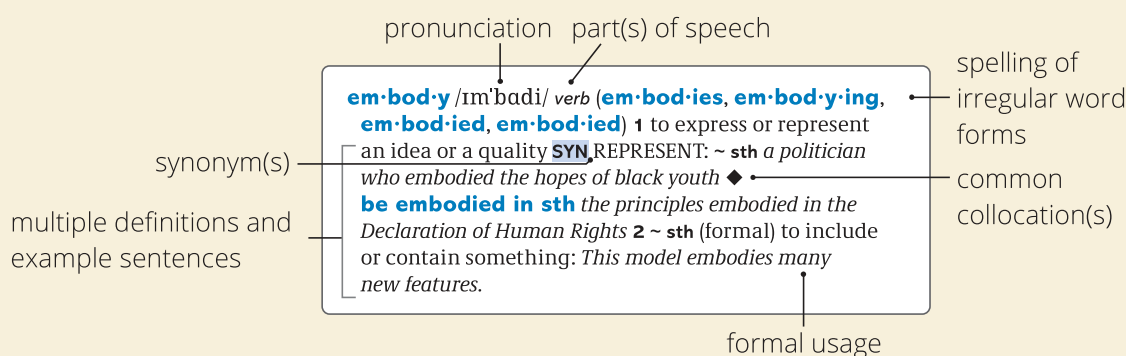 pronunciation part(s) of speech
spelling of
irregular word
forms
em·bod·y /ɪmˈbɑdi/ verb (em·bod·ies, em·bod·y·ing,
em·bod·ied, em·bod·ied) 1 to express or represent
an idea or a quality SYN REPRESENT: ~ sth a politician
who embodied the hopes of black youth ◆
be embodied in sth the principles embodied in the
Declaration of Human Rights 2 ~ sth (formal) to include
or contain something: This model embodies many
new features.
synonym(s)
common
collocation(s)
multiple definitions and
example sentences
formal usage